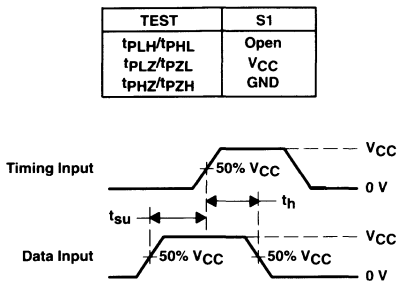 TEST S1
tPLH/tPHL Open
tPLZ/tPZL VCC
tPHZ/tPZH GND
VCC
Timing Input 50% VCC
0 V
tsu th
VCC
Data Input 50% VCC 50% VCC
0 V